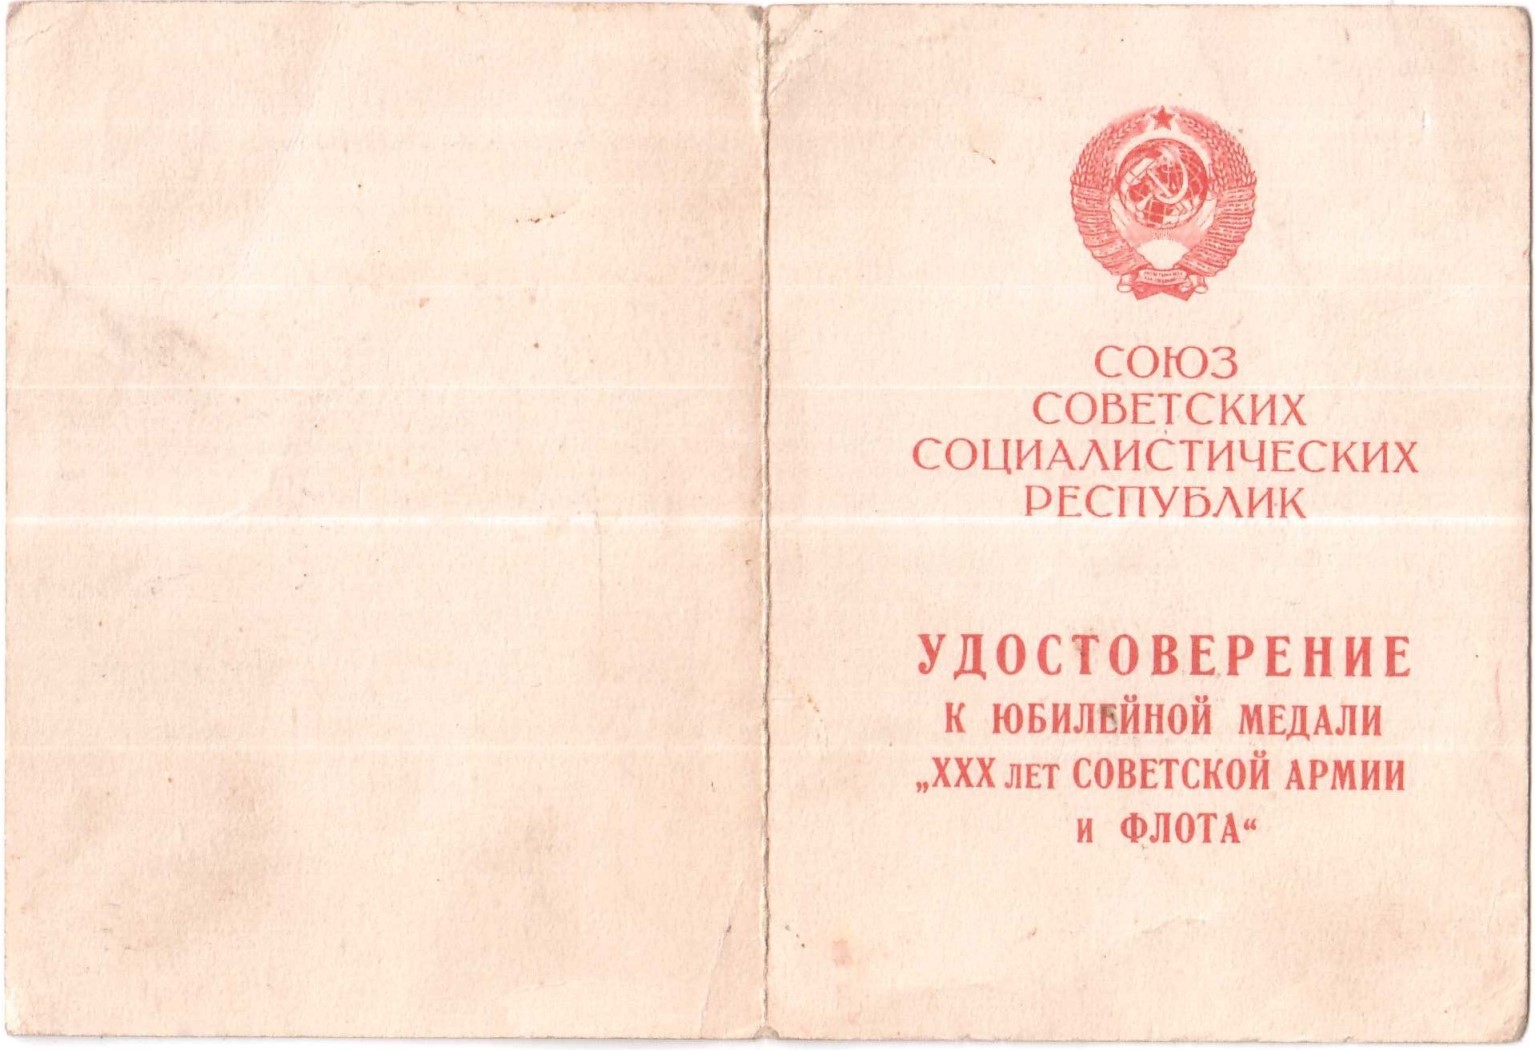 СОЮЗ
СОВЕТСКИХ
СОЦИАЛИСТИЧЕСКИХ
РЕСПУБЛИК
УДОСТОВЕРЕНИЕ
К ЮБИЛЕЙНОЙ МЕДАЛИ
„XXX ЛЕТ СОВЕТСКОЙ АРМИИ
И ФЛОТА“